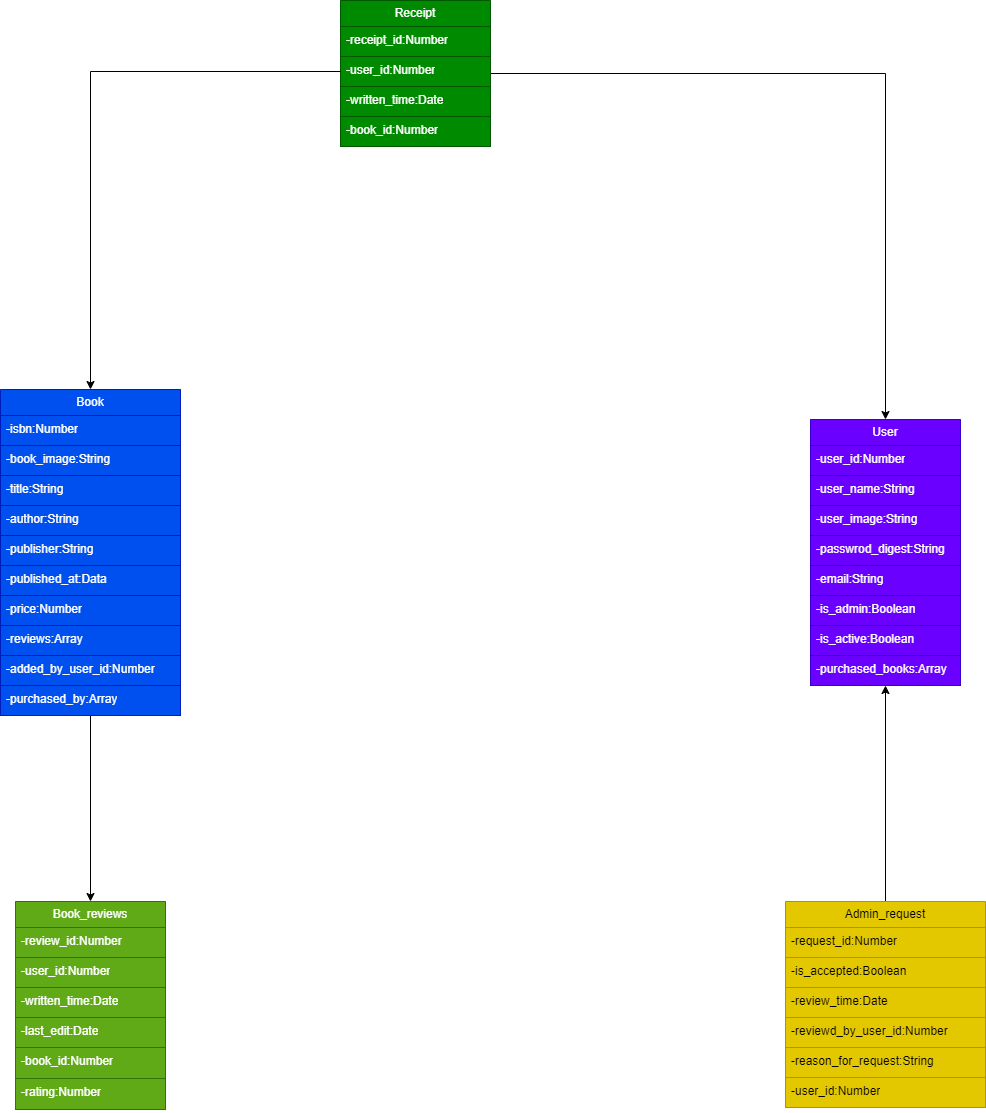 Receipt
-receipt_id:Number
-user_id:Number
-written_time:Date
-book_id:Number
Book
-isbn:Number
-book_image:String
-title:String
-author:String
-publisher:String
-published_at:Data
-price:Number
-reviews:Array
-added_by_user_id:Number
-purchased_by:Array
User
-user_id:Number
-user_name:String
-user_image:String
-passwrod_digest:String
-email:String
-is_admin:Boolean
-is_active:Boolean
-purchased_books:Array
Book_reviews
-review_id:Number
-user_id:Number
-written_time:Date
-last_edit:Date
-book_id:Number
-rating:Number
Admin_request
-request_id:Number
-is_accepted:Boolean
-review_time:Date
-reviewd_by_user_id:Number
-reason_for_request:String
-user_id:Number